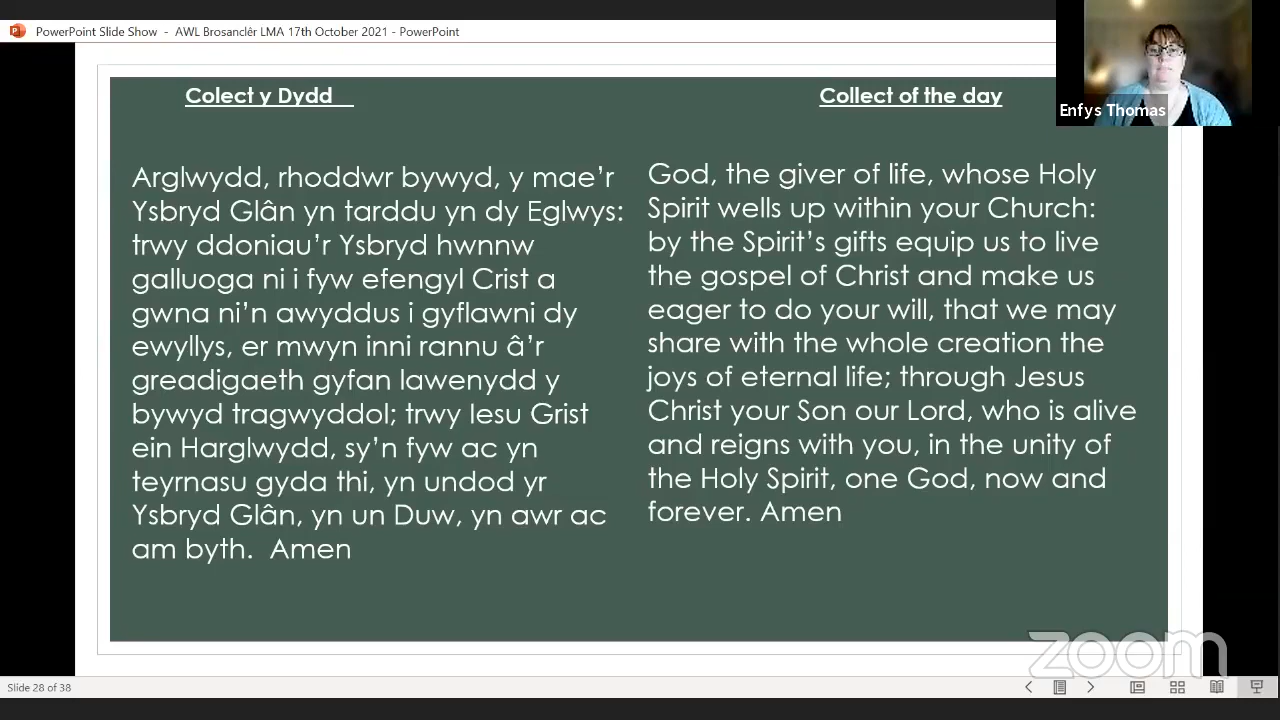 PowerPoint Slide Show - AWL Brosanclêr LMA 17th October 2021 - PowerPoint
Enfys Thomas
Colect y Dydd
Arglwydd, rhoddwr bywyd, y mae’r
Ysbryd Glân yn tarddu yn dy Eglwys:
trwy ddoniau’r Ysbryd hwnnw
galluoga ni i fyw efengyl Crist a
gwna ni’n awyddus i gyflawni dy
ewyllys, er mwyn inni rannu â’r
greadigaeth gyfan lawenydd y
bywyd tragwyddol; trwy Iesu Grist
ein Harglwydd, sy’n fyw ac yn
teyrnasu gyda thi, yn undod yr
Ysbryd Glân, yn un Duw, yn awr ac
am byth. Amen
Collect of the day
God, the giver of life, whose Holy
Spirit wells up within your Church:
by the Spirit’s gifts equip us to live
the gospel of Christ and make us
eager to do your will, that we may
share with the whole creation the
joys of eternal life; through Jesus
Christ your Son our Lord, who is alive
and reigns with you, in the unity of
the Holy Spirit, one God, now and
forever. Amen
zoom
Slide 28 of 38